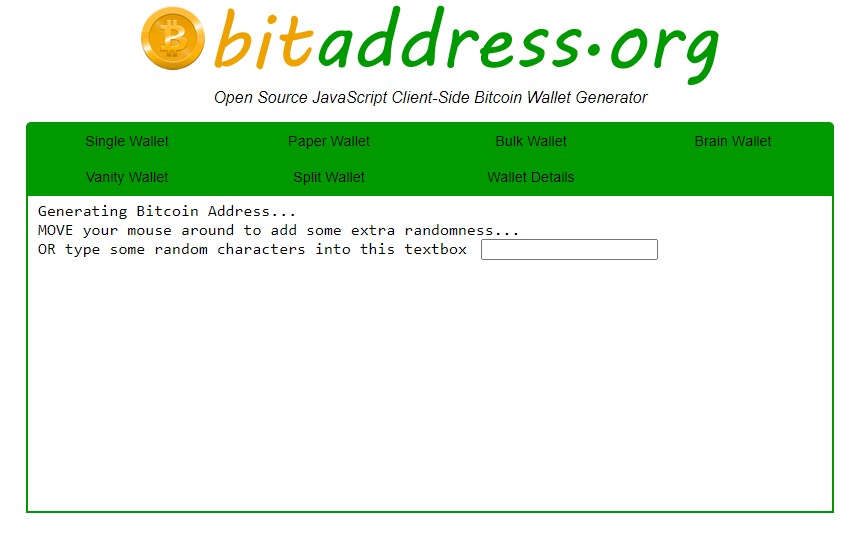 bitaddress.org
Open Source JavaScript Client-Side Bitcoin Wallet Generator
Single Wallet Paper Wallet Bulk Wallet Brain Wallet
Vanity Wallet Split Wallet Wallet Details
Generating Bitcoin Address...
MOVE your mouse around to add some extra randomness...
OR type some random characters into this textbox